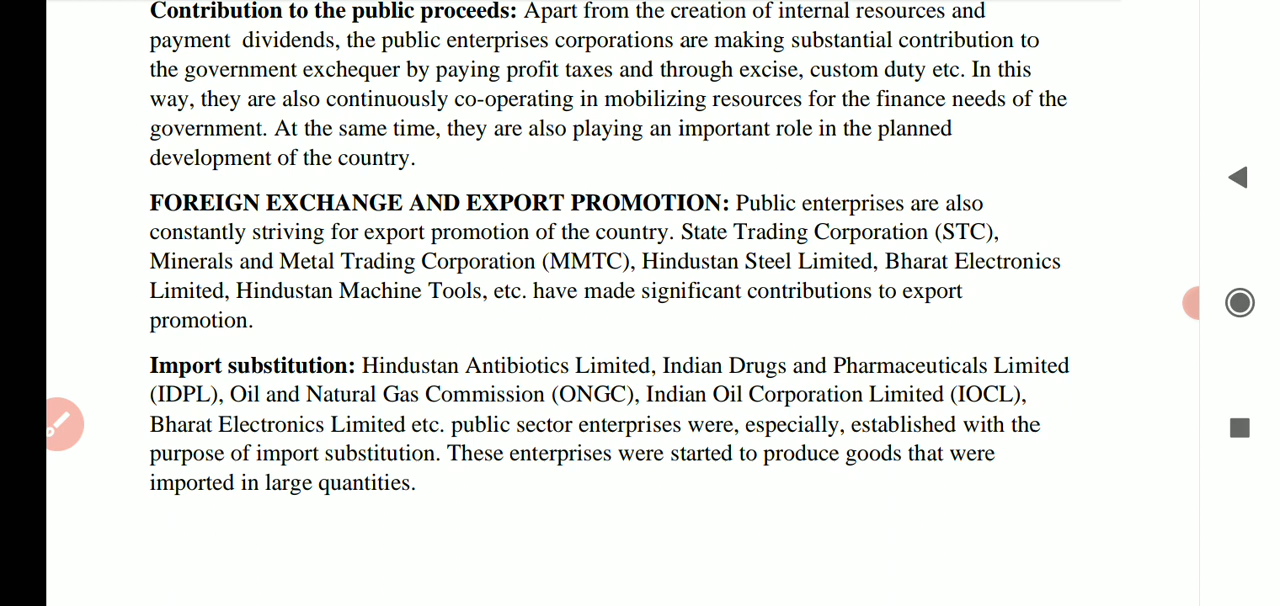 Contribution to the public proceeds: Apart from the creation of internal resources and
payment  dividends, the public enterprises corporations are making substantial contribution to
the government exchequer by paying profit taxes and through excise, custom duty etc. In this
way, they are also continuously co-operating in mobilizing resources for the finance needs of the
government. At the same time, they are also playing an important role in the planned
development of the country.
FOREIGN EXCHANGE AND EXPORT PROMOTION: Public enterprises are also
constantly striving for export promotion of the country. State Trading Corporation (STC),
Minerals and Metal Trading Corporation (MMTC), Hindustan Steel Limited, Bharat Electronics
Limited, Hindustan Machine Tools, etc. have made significant contributions to export
promotion.
Import substitution: Hindustan Antibiotics Limited, Indian Drugs and Pharmaceuticals Limited
(IDPL), Oil and Natural Gas Commission (ONGC), Indian Oil Corporation Limited (IOCL),
Bharat Electronics Limited etc. public sector enterprises were, especially, established with the
purpose of import substitution. These enterprises were started to produce goods that were
imported in large quantities.